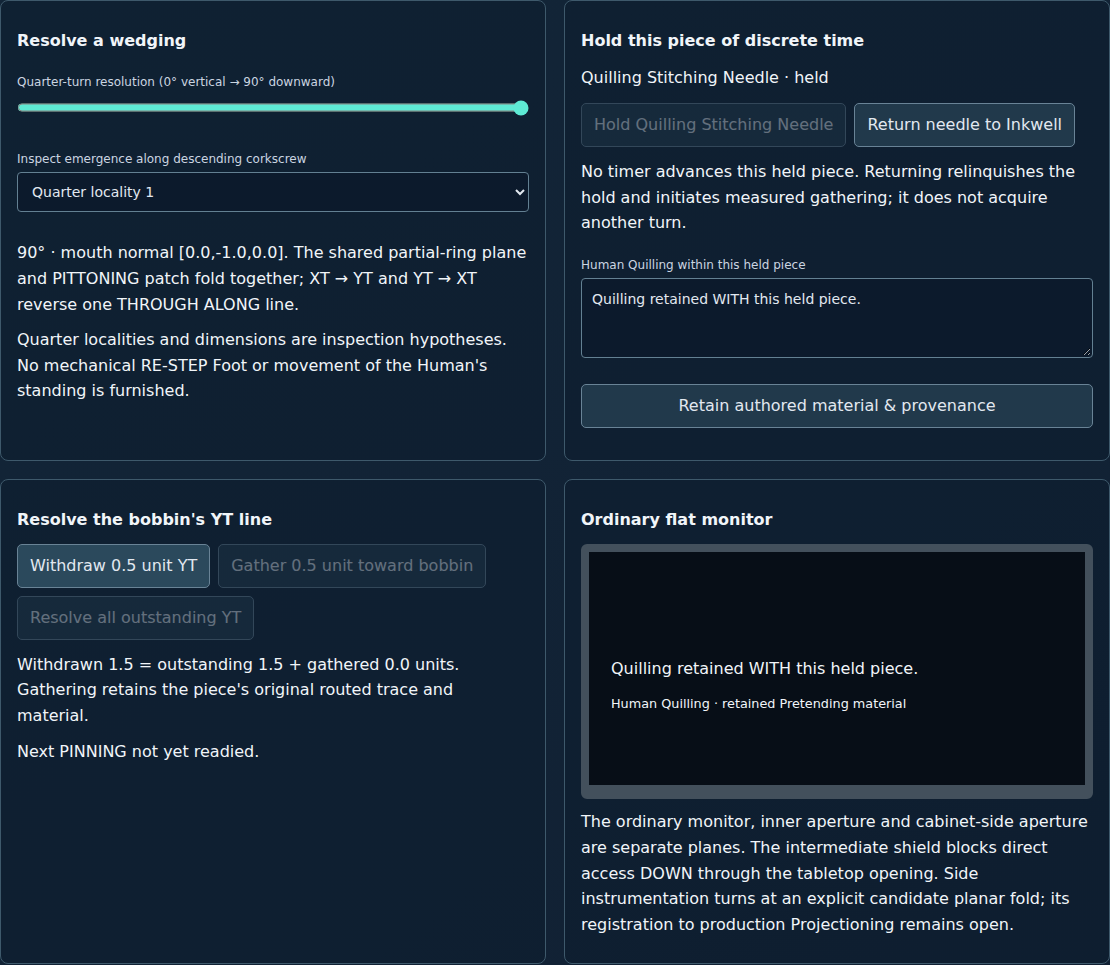 Resolve a wedging
Quarter-turn resolution (0° vertical → 90° downward)
Inspect emergence along descending corkscrew
Quarter locality 1
90° · mouth normal [0.0,-1.0,0.0]. The shared partial-ring plane
and PITTONING patch fold together; XT → YT and YT → XT
reverse one THROUGH ALONG line.
Quarter localities and dimensions are inspection hypotheses.
No mechanical RE-STEP Foot or movement of the Human's
standing is furnished.
Hold this piece of discrete time
Quilling Stitching Needle · held
Hold Quilling Stitching Needle
Return needle to Inkwell
No timer advances this held piece. Returning relinquishes the
hold and initiates measured gathering; it does not acquire
another turn.
Human Quilling within this held piece
Quilling retained WITH this held piece.
Retain authored material & provenance
Resolve the bobbin's YT line
Withdraw 0.5 unit YT
Gather 0.5 unit toward bobbin
Resolve all outstanding YT
Withdrawn 1.5 = outstanding 1.5 + gathered 0.0 units.
Gathering retains the piece's original routed trace and
material.
Next PINNING not yet readied.
Ordinary flat monitor
Quilling retained WITH this held piece.
Human Quilling · retained Pretending material
The ordinary monitor, inner aperture and cabinet-side aperture
are separate planes. The intermediate shield blocks direct
access DOWN through the tabletop opening. Side
instrumentation turns at an explicit candidate planar fold; its
registration to production Projectioning remains open.